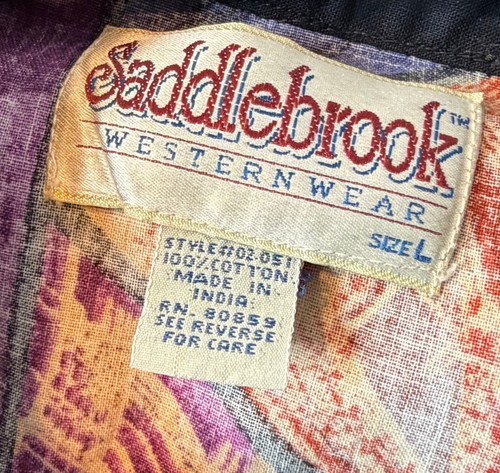 Saddlebrook™
WESTERN WEAR
SIZE L
STYLE#02-051
100%COTTON
MADE IN
INDIA
RN- 80859
SEE REVERSE
FOR CARE